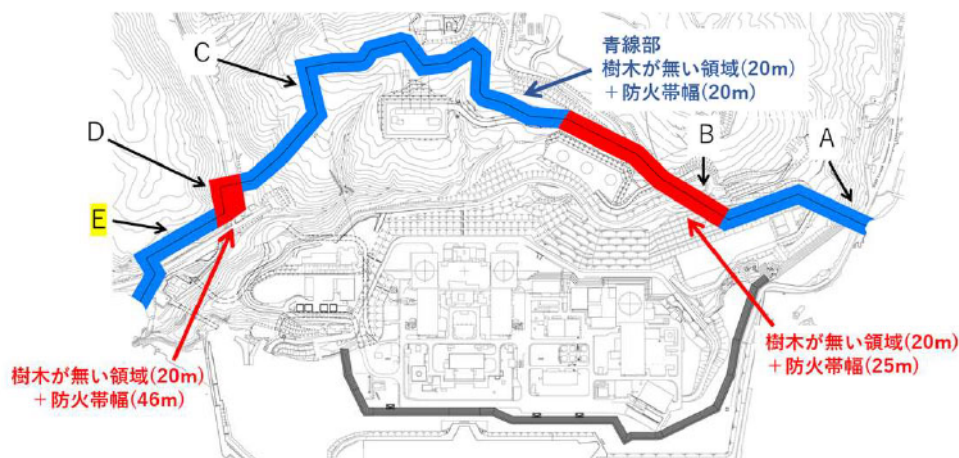 C
青線部
樹木が無い領域(20m)
＋防火帯幅(20m)
D
B
A
E
樹木が無い領域(20m)
＋防火帯幅(46m)
樹木が無い領域(20m)
＋防火帯幅(25m)